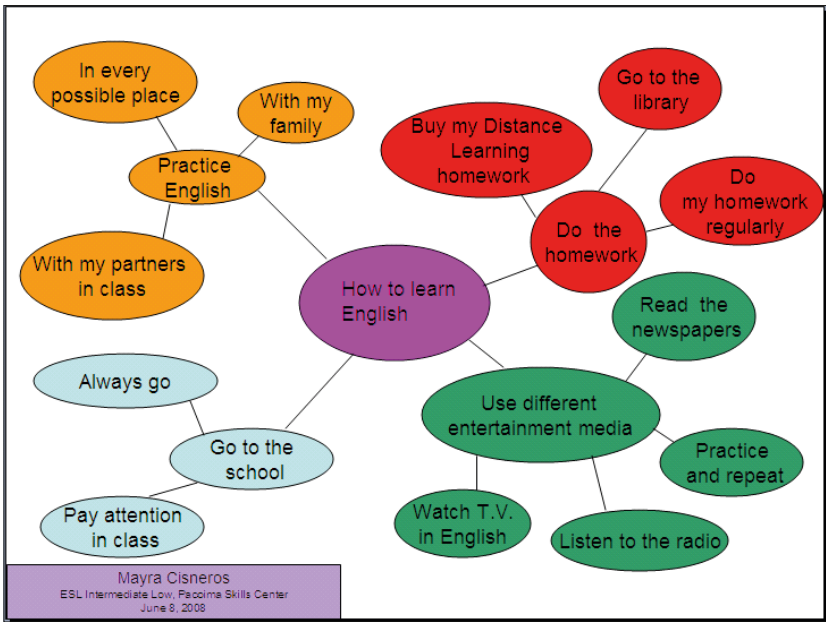 In every
possible place
With my
family
Practice
English
With my partners
in class
Go to the
library
Buy my Distance
Learning
homework
Do
my homework
regularly
Do the
homework
How to learn
English
Read the
newspapers
Always go
Use different
entertainment media
Go to the
school
Practice
and repeat
Pay attention
in class
Watch T.V.
in English
Listen to the radio
Mayra Cisneros
ESL Intermediate Low, Pacoima Skills Center
June 8, 2008